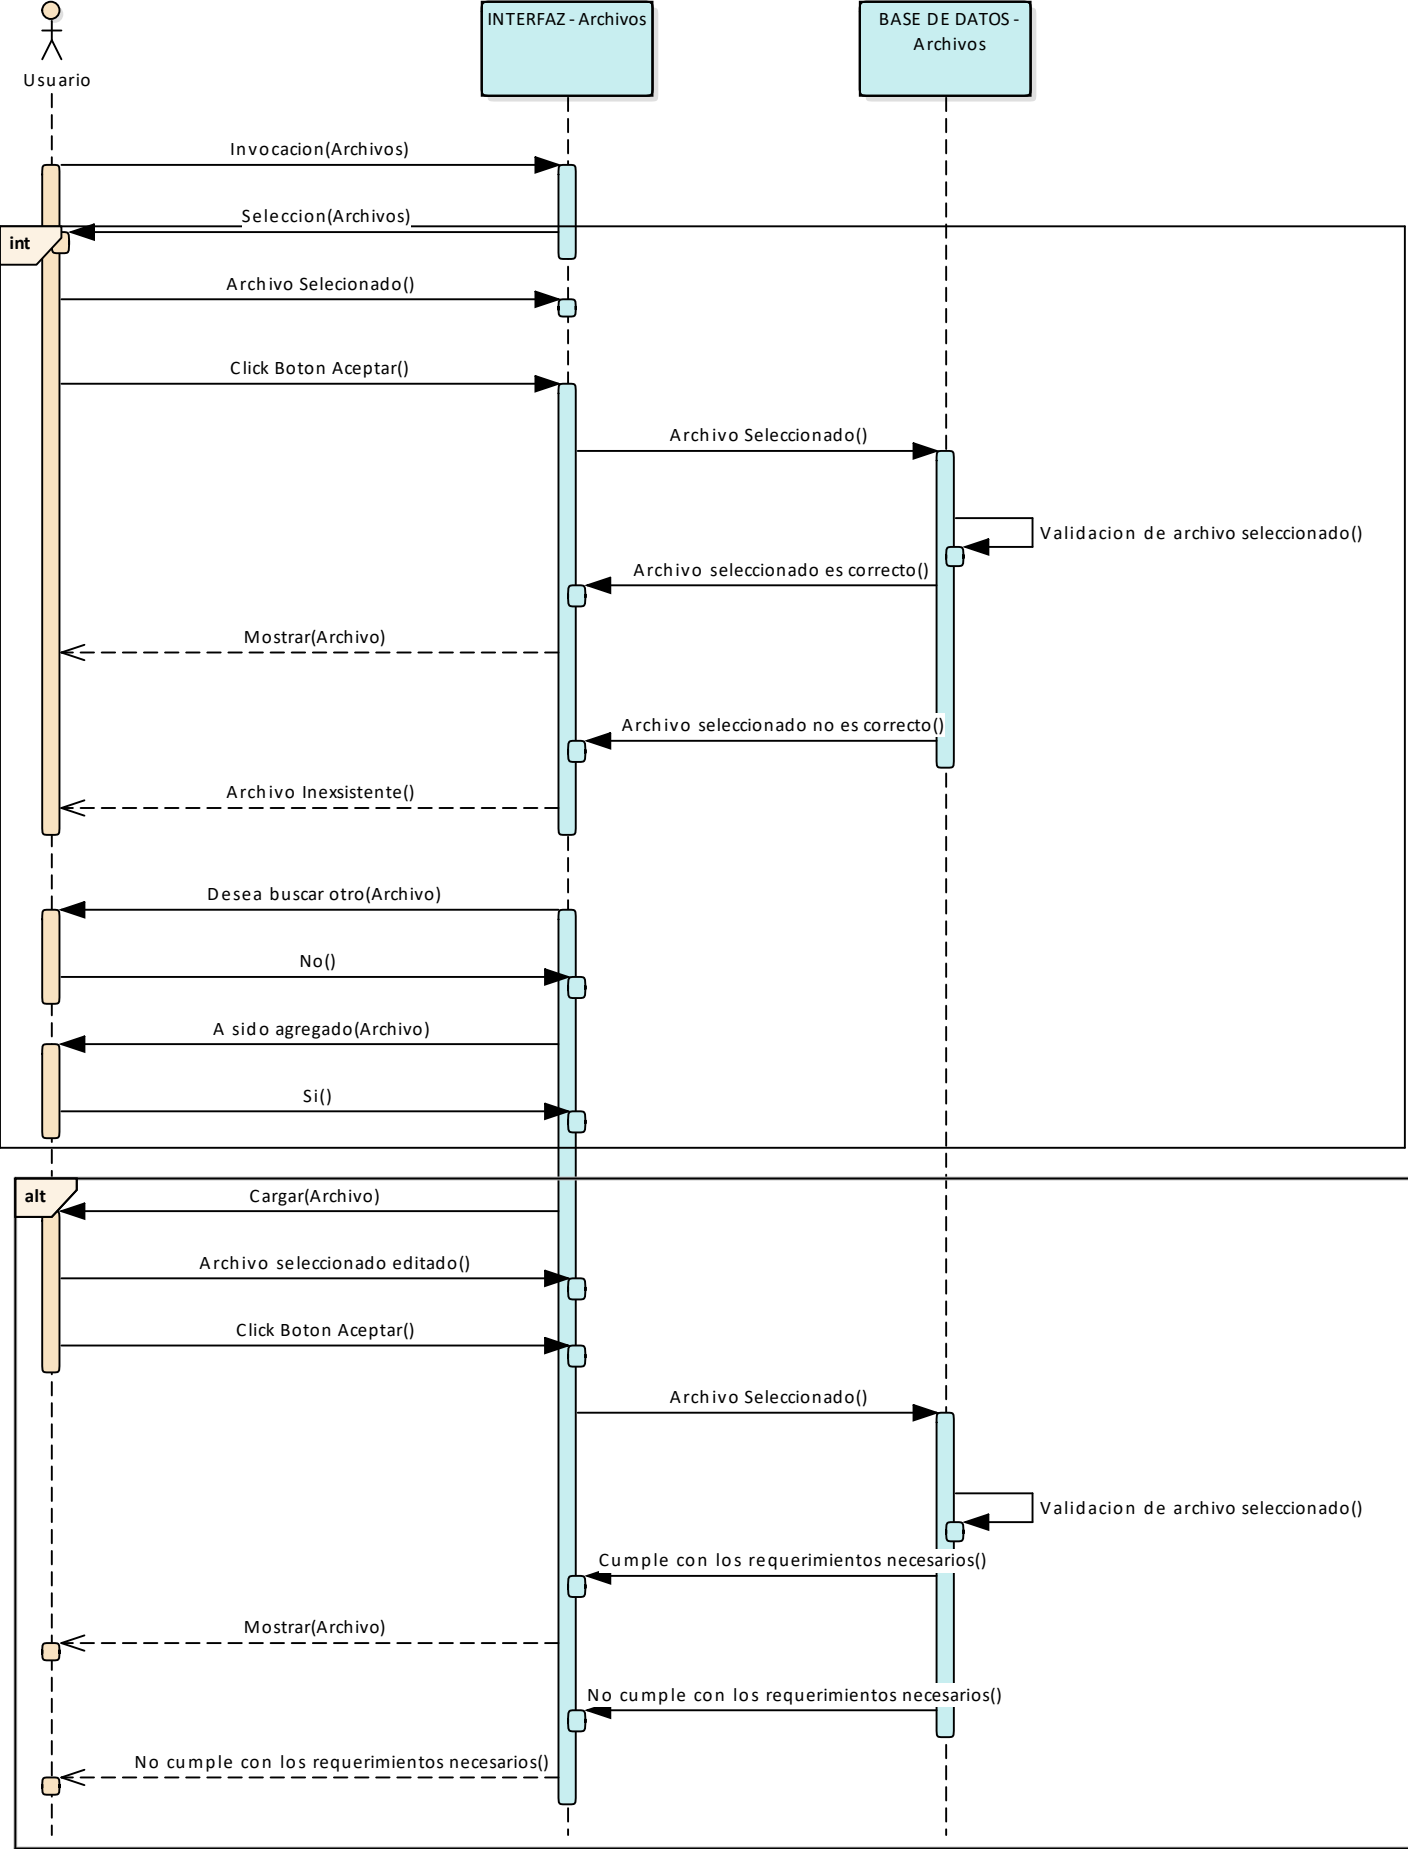 Usuario
INTERFAZ - Archivos
BASE DE DATOS -
Archivos
Invocacion(Archivos)
Seleccion(Archivos)
int
Archivo Selecionado()
Click Boton Aceptar()
Archivo Seleccionado()
Validacion de archivo seleccionado()
Archivo seleccionado es correcto()
Mostrar(Archivo)
Archivo seleccionado no es correcto()
Archivo Inexsistente()
Desea buscar otro(Archivo)
No()
A sido agregado(Archivo)
Si()
alt
Cargar(Archivo)
Archivo seleccionado editado()
Click Boton Aceptar()
Archivo Seleccionado()
Validacion de archivo seleccionado()
Cumple con los requerimientos necesarios()
Mostrar(Archivo)
No cumple con los requerimientos necesarios()
No cumple con los requerimientos necesarios()